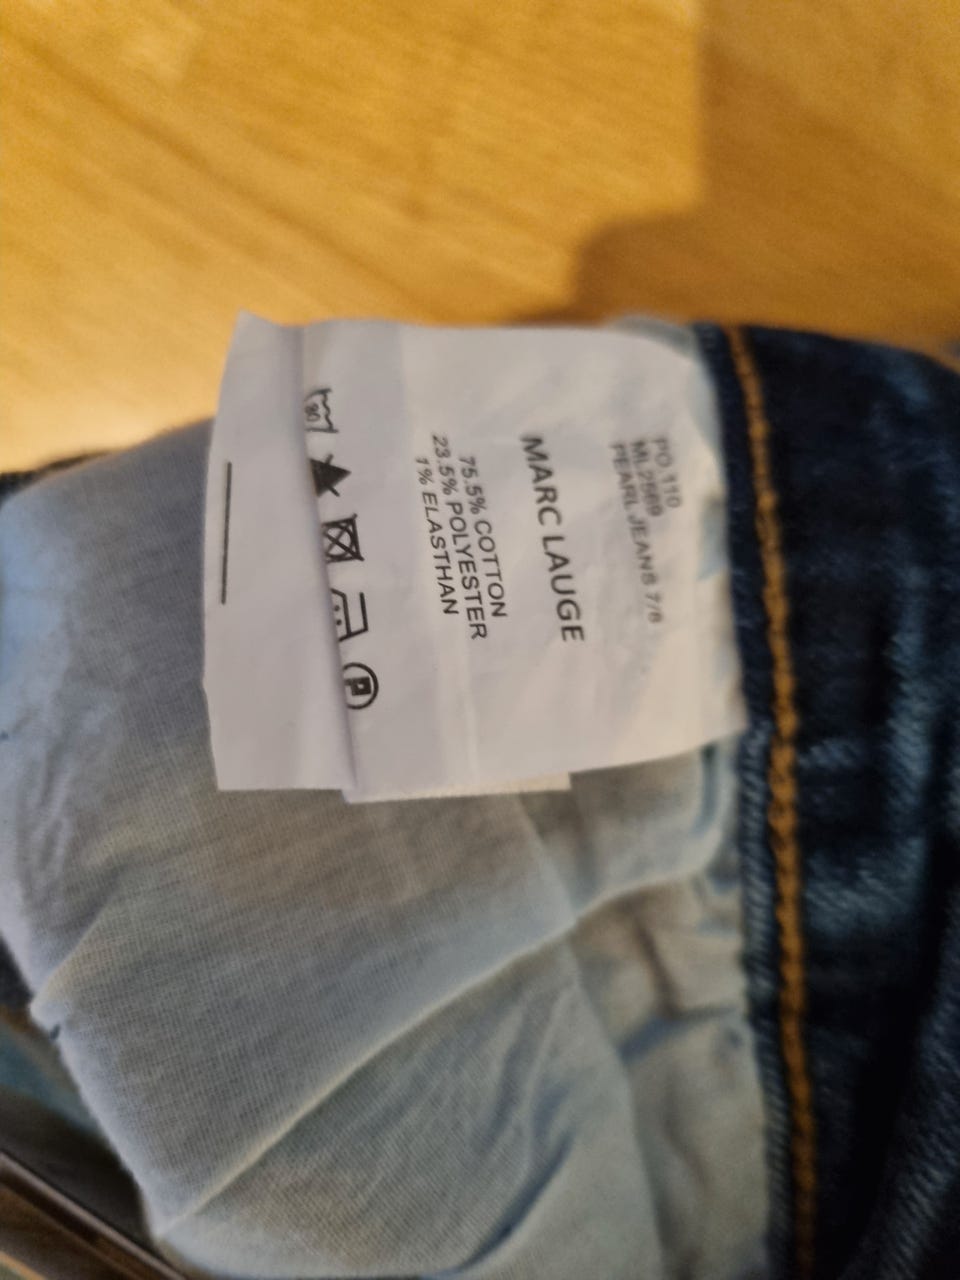 PO 110
ML2569
PEARL JEANS 7/8
MARC LAUGE
75.5% COTTON
23.5% POLYESTER
1% ELASTHAN
P